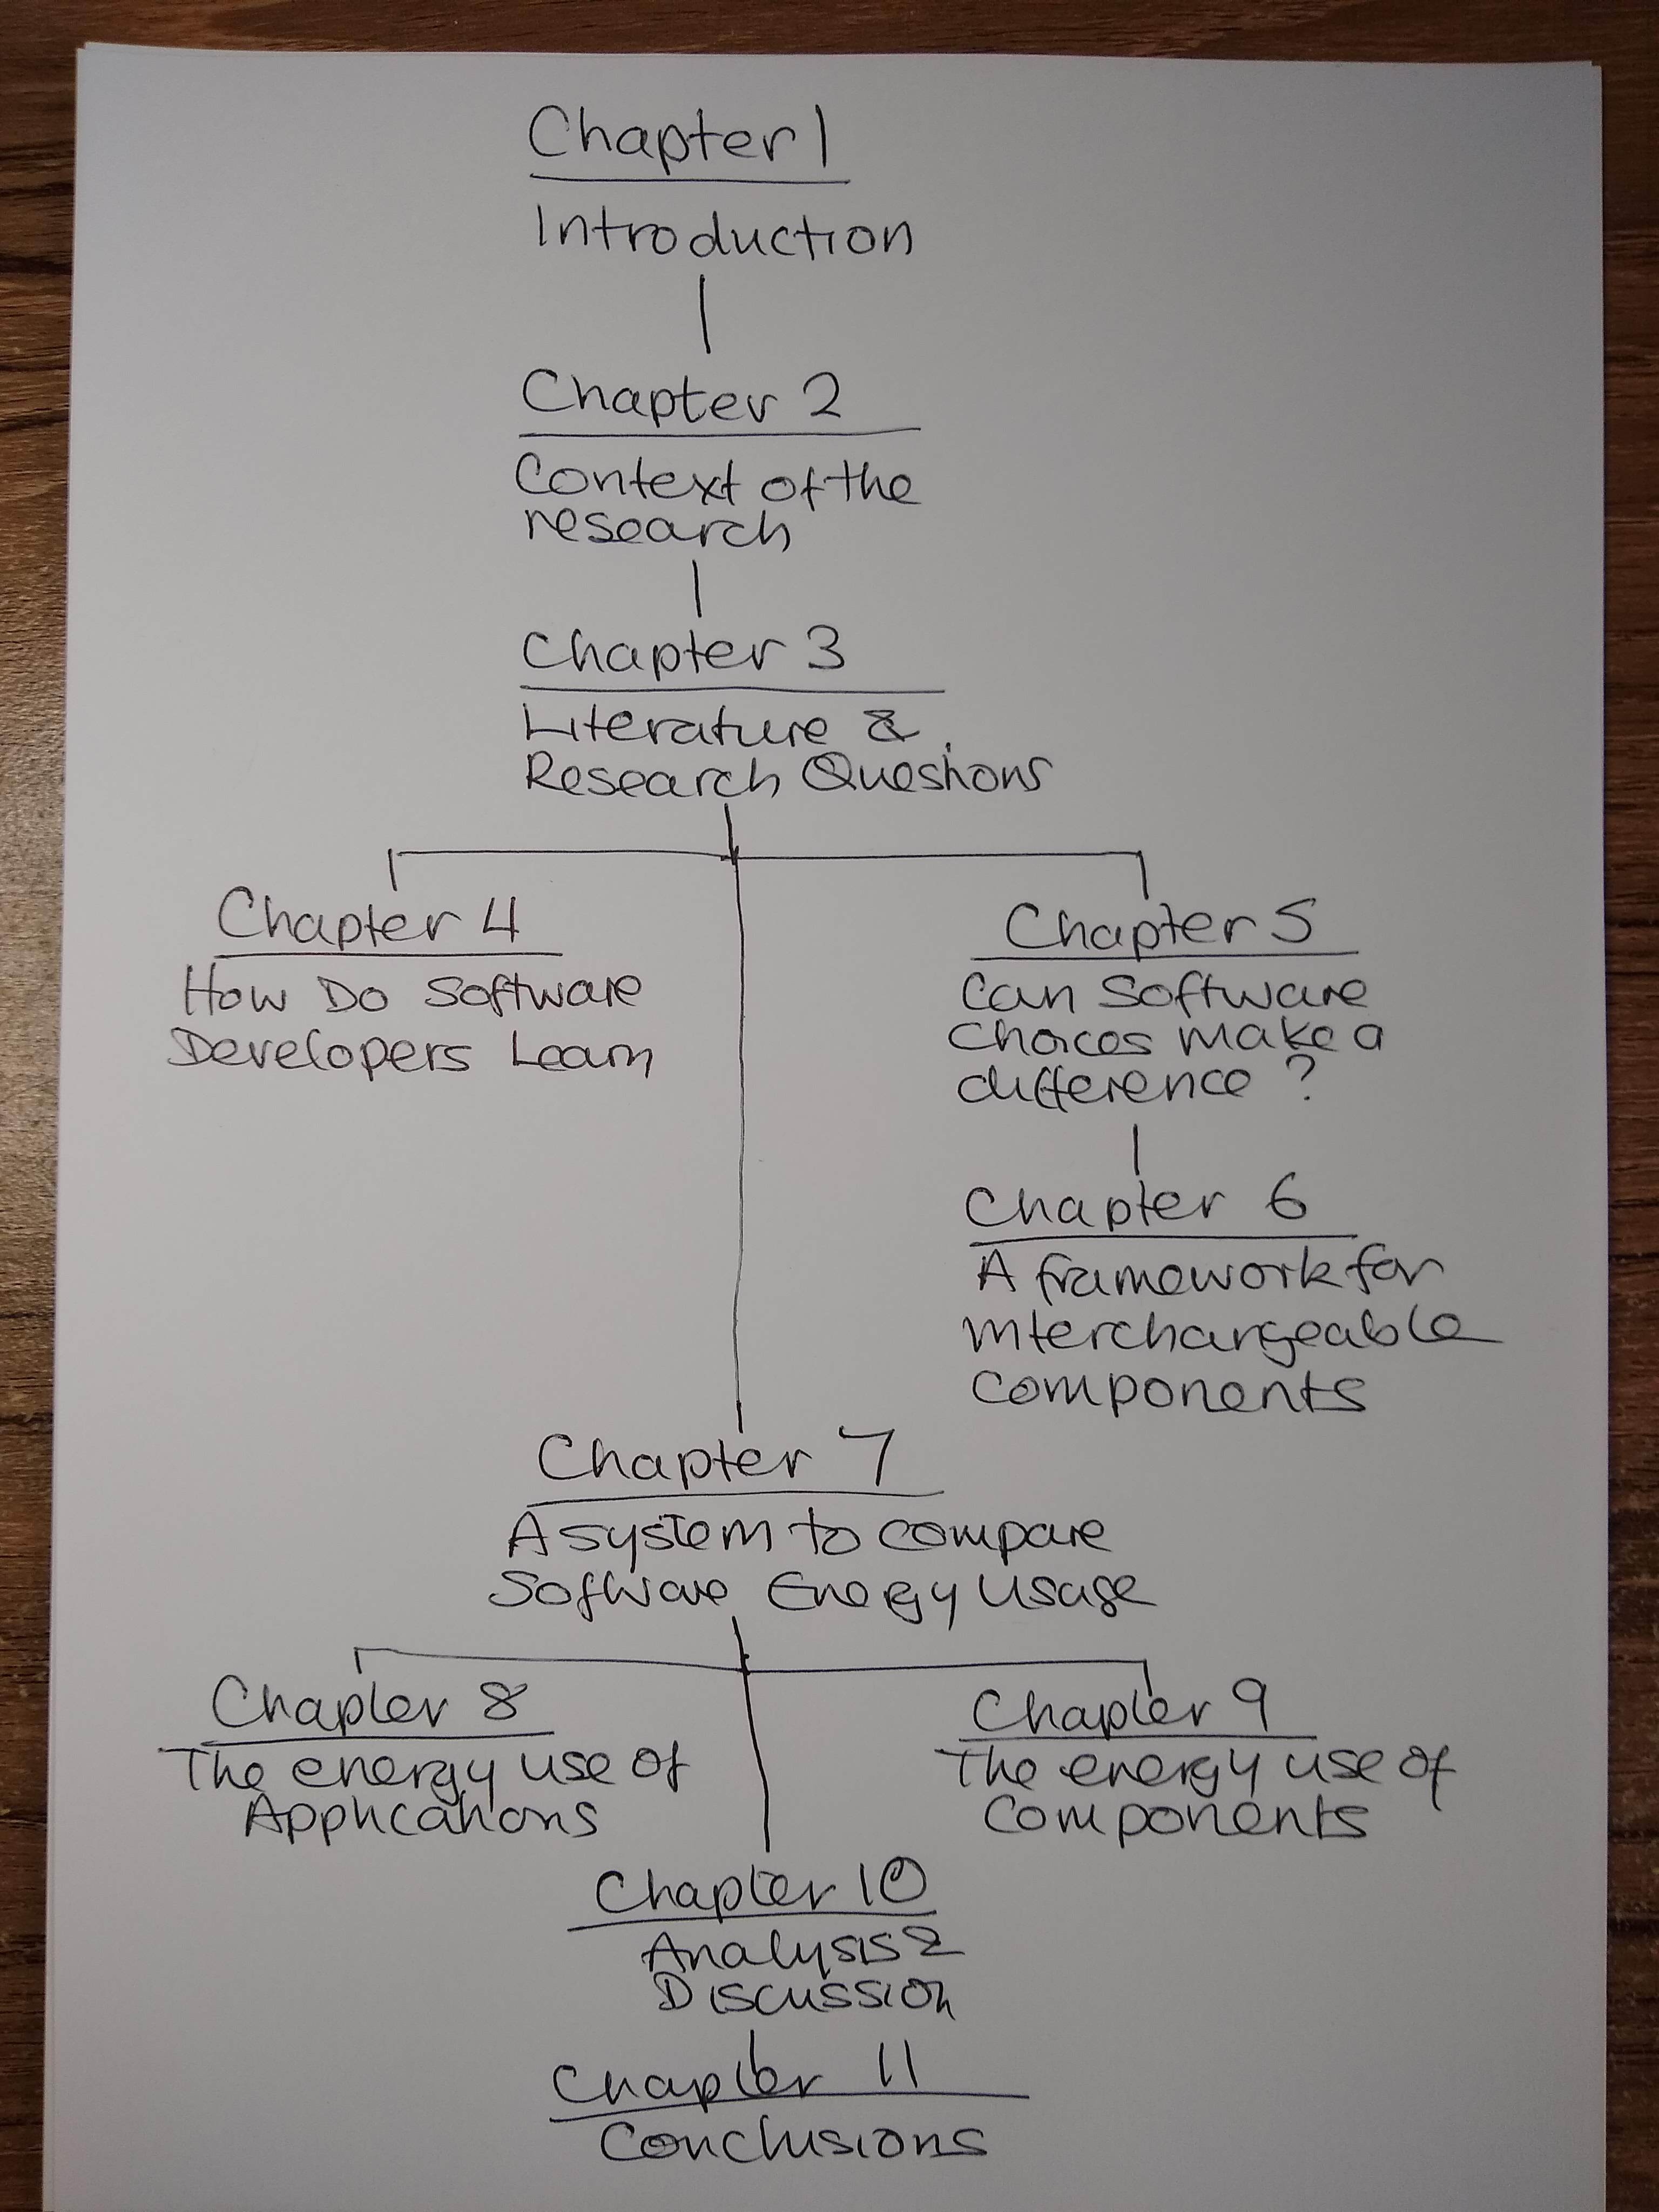 Chapter 1
Introduction
Chapter 2
Context of the
research
Chapter 3
Literature &
Research Questions
Chapter 4
How Do Software
Developers Learn
Chapter 5
Can Software
Choices make a
difference ?
Chapter 6
A framework for
interchangeable
Components
Chapter 7
A system to compare
Software Energy Usage
Chapter 8
The energy use of
Applications
Chapter 9
The energy use of
Components
Chapter 10
Analysis &
Discussion
Chapter 11
Conclusions